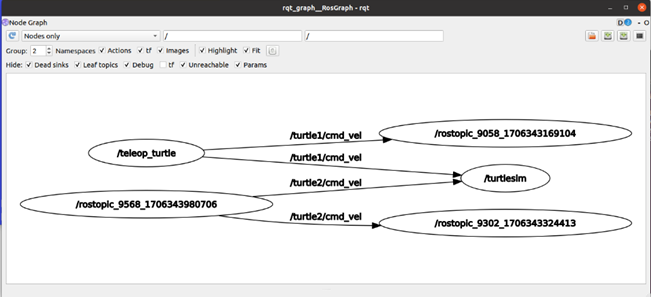 rqt_graph__RosGraph - rqt
Node Graph
D - O
Nodes only / /
Group: 2 Namespaces Actions tf Images Highlight Fit
Hide: Dead sinks Leaf topics Debug tf Unreachable Params
/turtle1/cmd_vel
/rostopic_9058_1706343169104
/teleop_turtle
/turtle1/cmd_vel
/turtlesim
/turtle2/cmd_vel
/rostopic_9568_1706343980706
/turtle2/cmd_vel
/rostopic_9302_1706343324413